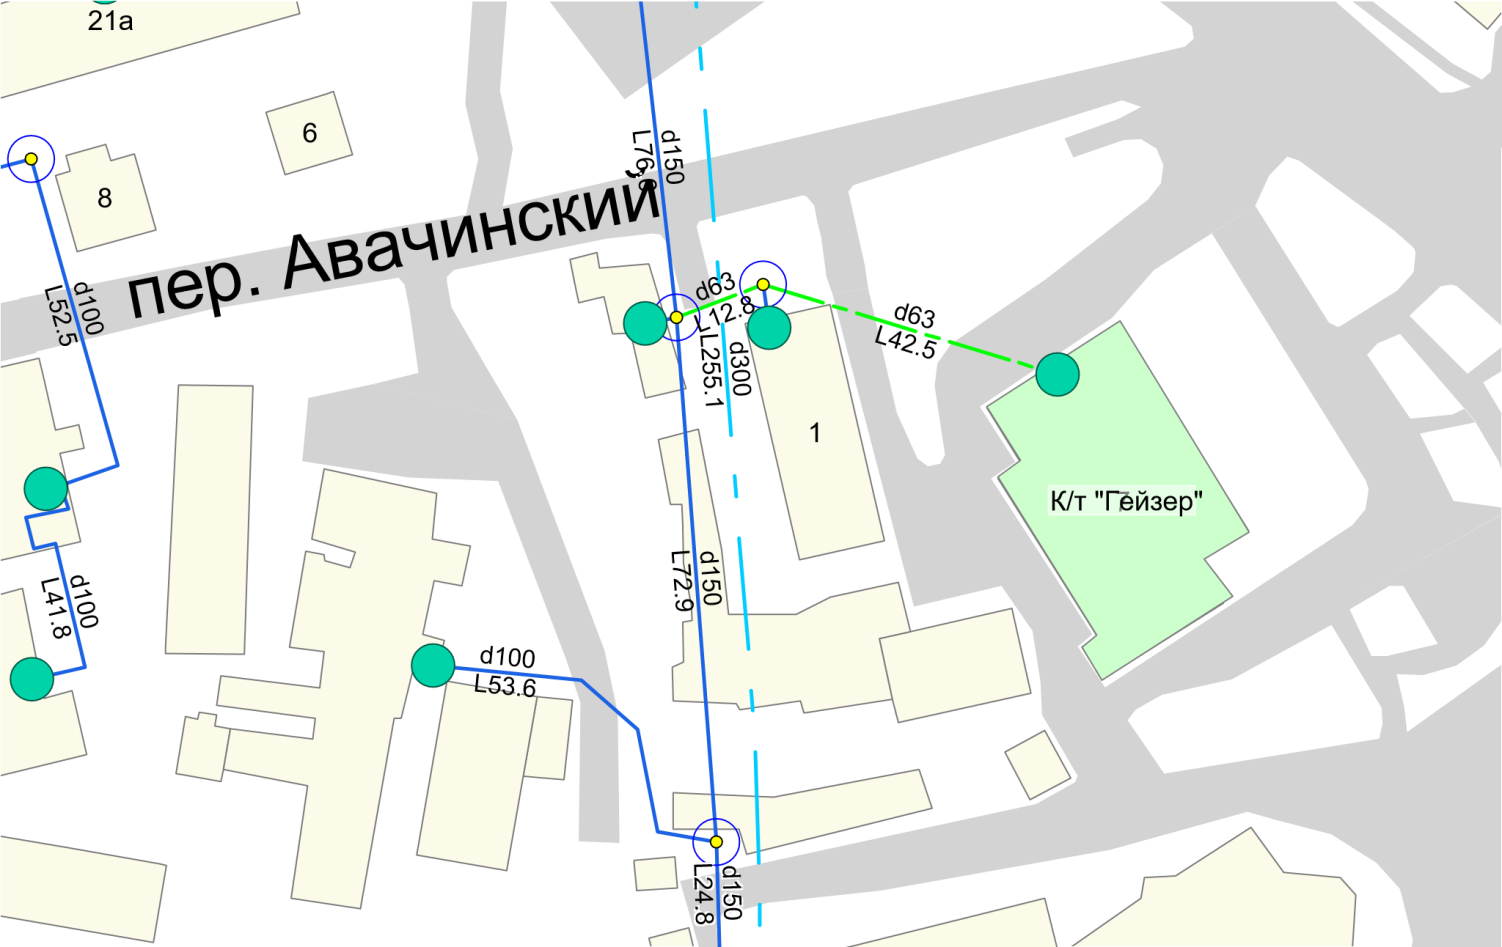 21а
6
8
пер. Авачинский
d150
L76.6
d100
L52.5
d63
L12.8
d63
L42.5
d300
L255.1
1
К/т "Гейзер"
d150
L72.9
d100
L41.8
d100
L53.6
d150
L24.8